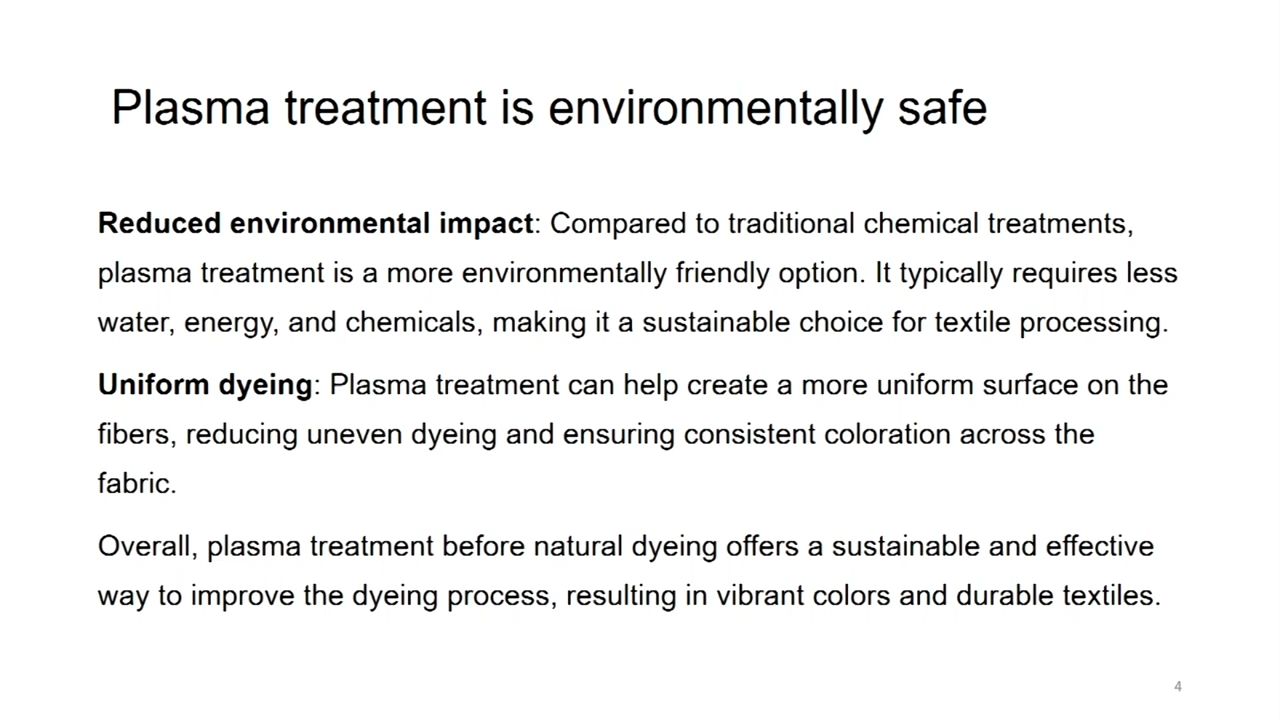 Plasma treatment is environmentally safe
Reduced environmental impact: Compared to traditional chemical treatments,
plasma treatment is a more environmentally friendly option. It typically requires less
water, energy, and chemicals, making it a sustainable choice for textile processing.
Uniform dyeing: Plasma treatment can help create a more uniform surface on the
fibers, reducing uneven dyeing and ensuring consistent coloration across the
fabric.
Overall, plasma treatment before natural dyeing offers a sustainable and effective
way to improve the dyeing process, resulting in vibrant colors and durable textiles.
4